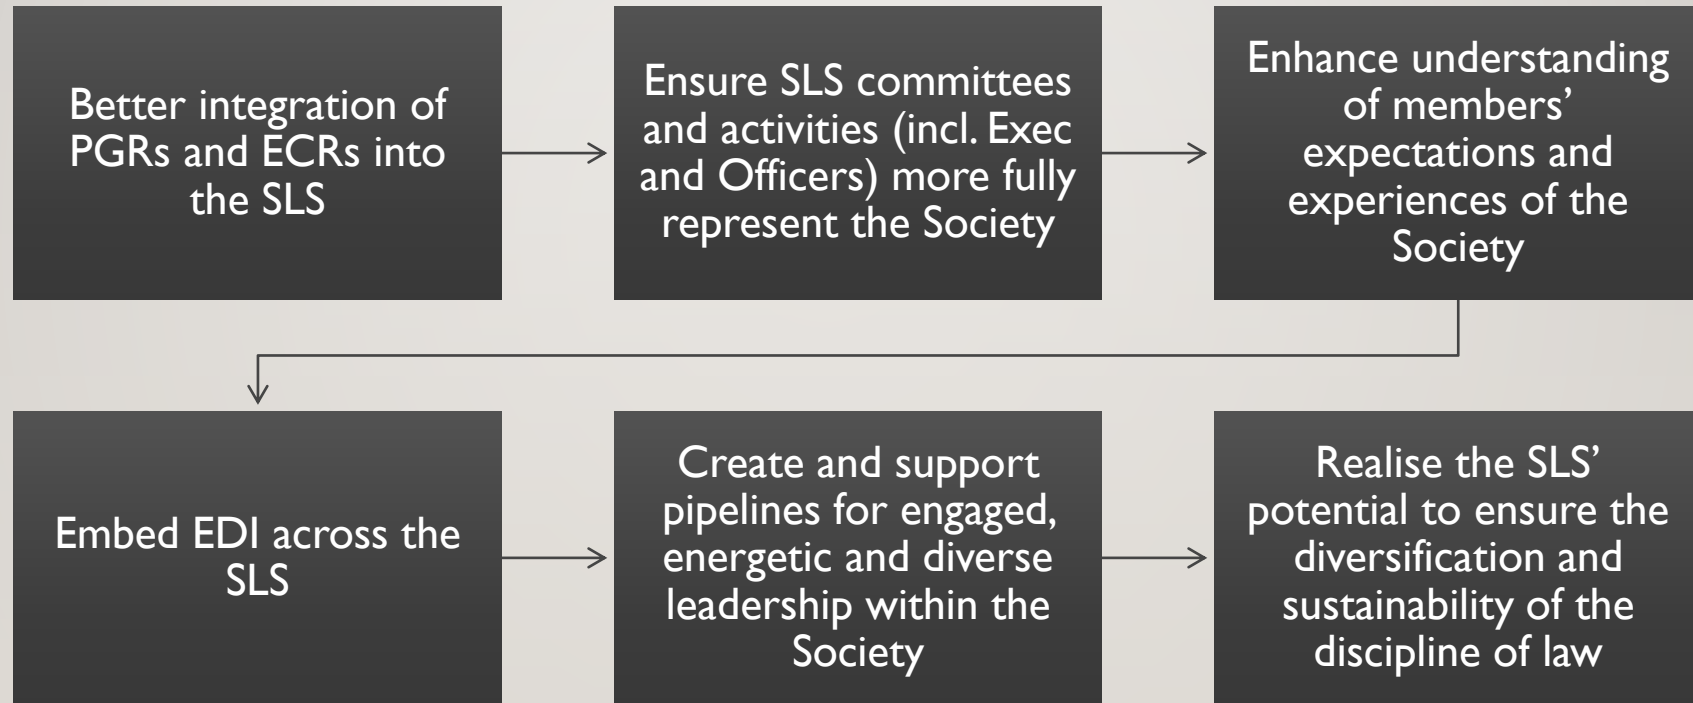 Better integration of
PGRs and ECRs into
the SLS
Ensure SLS committees
and activities (incl. Exec
and Officers) more fully
represent the Society
Enhance understanding
of members’
expectations and
experiences of the
Society
Embed EDI across the
SLS
Create and support
pipelines for engaged,
energetic and diverse
leadership within the
Society
Realise the SLS’
potential to ensure the
diversification and
sustainability of the
discipline of law